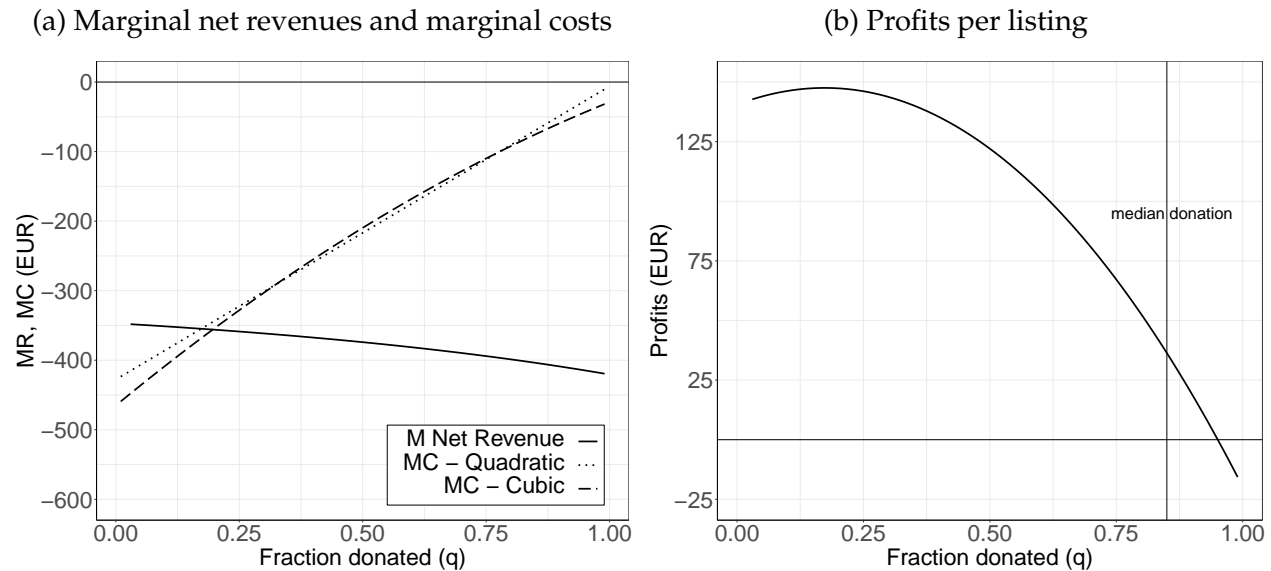 (a) Marginal net revenues and marginal costs
0
−100
−200
−300
−400
−500
−600
MR, MC (EUR)
M Net Revenue
MC − Quadratic
MC − Cubic
0.00 0.25 0.50 0.75 1.00
Fraction donated (q)
(b) Profits per listing
125
75
25
−25
Profits (EUR)
median donation
0.00 0.25 0.50 0.75 1.00
Fraction donated (q)